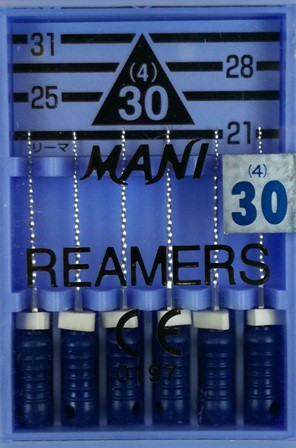 31
(4)
28
30
25
21
リーマ
MANI
(4)
30
REAMERS
CE
0197